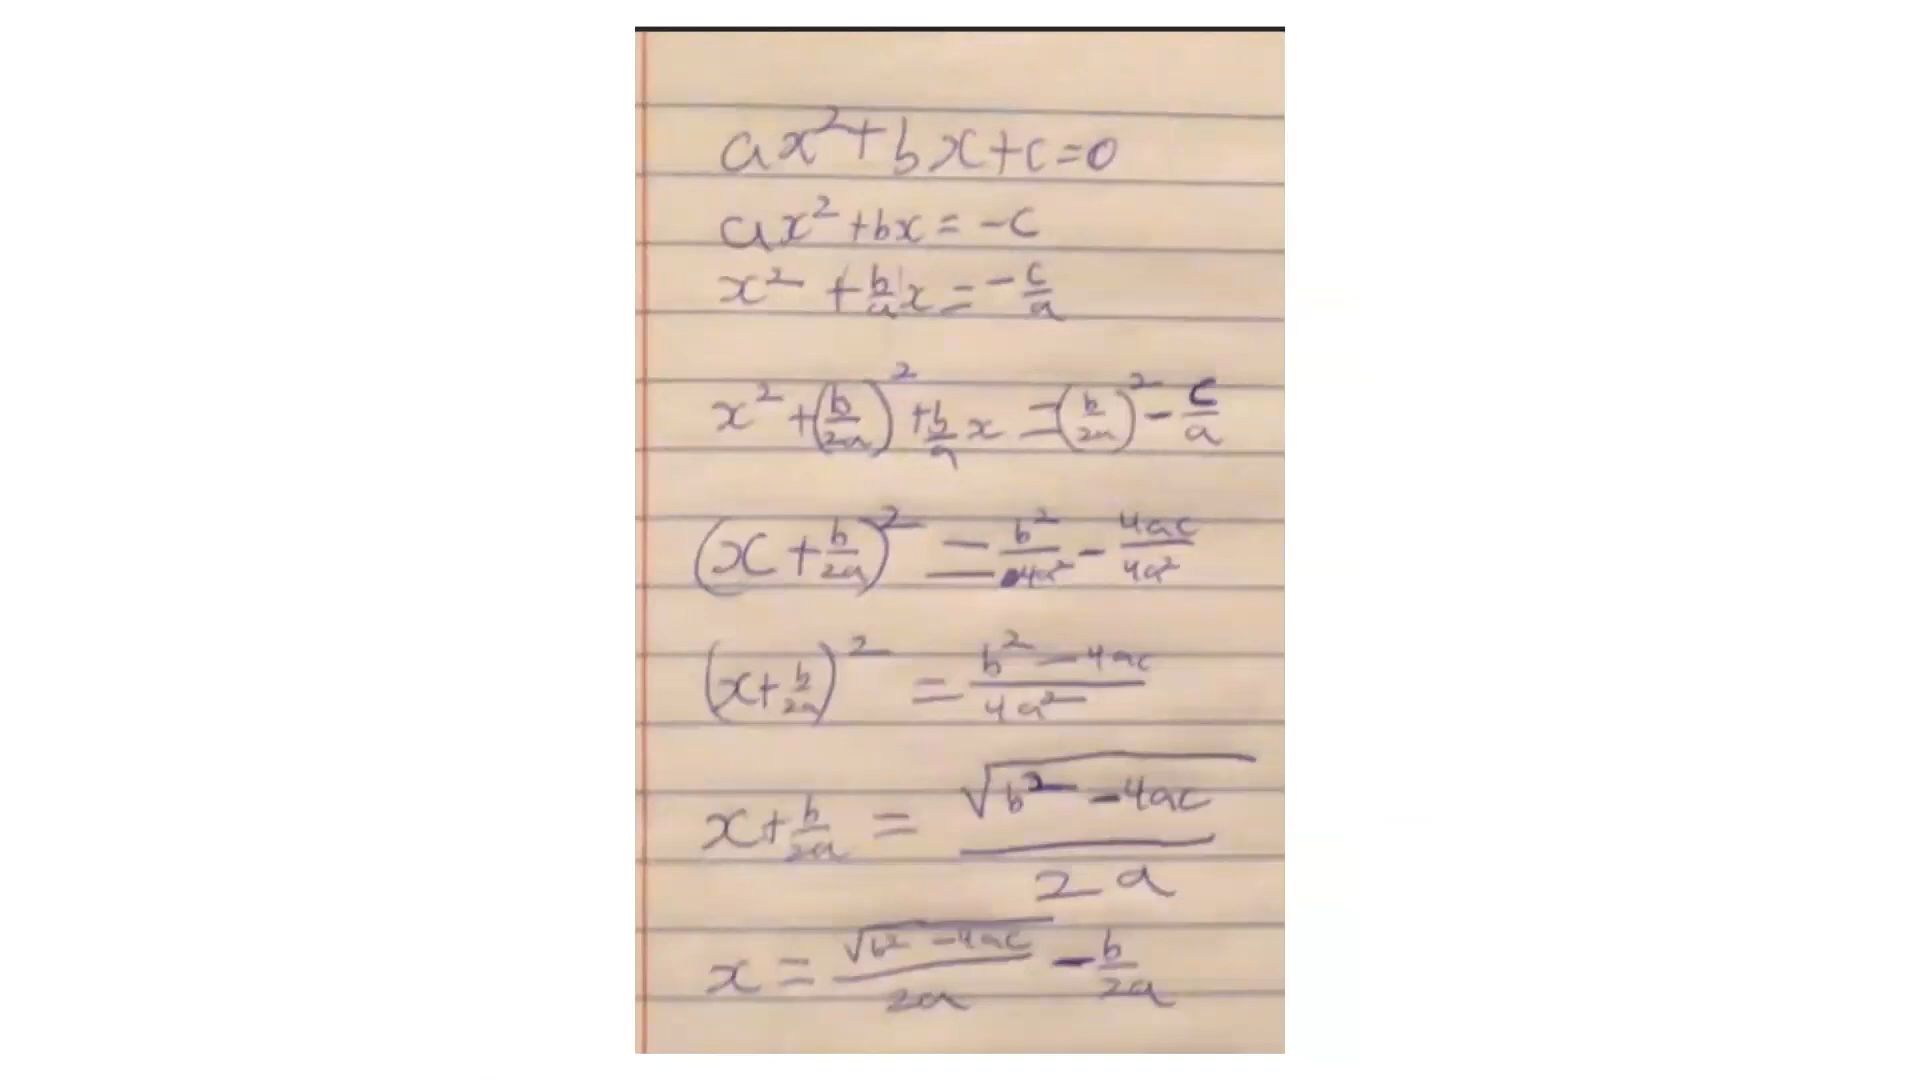 ax² + bx + c = 0
ax² + bx = -c
x² + b/a x = - c/a
x² + (b/2a)² + b/a x = (b/2a)² - c/a
(x + b/2a)² = b²/4a² - 4ac/4a²
(x + b/2a)² = (b² - 4ac)/4a²
x + b/2a = √(b² - 4ac)/2a
x = √(b² - 4ac)/2a - b/2a